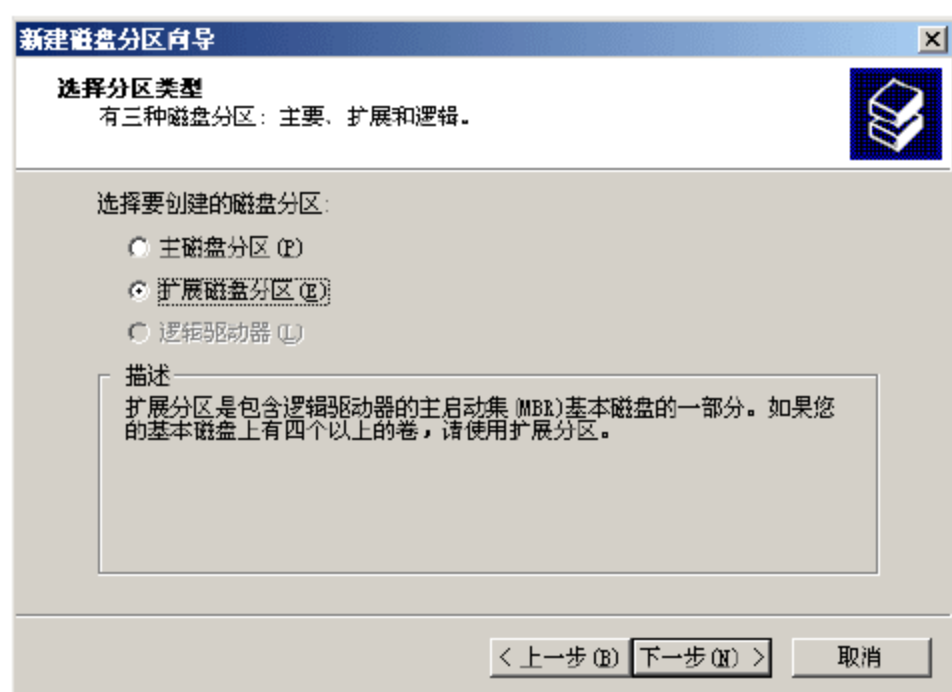 新建磁盘分区向导
选择分区类型
有三种磁盘分区: 主要、扩展和逻辑。
选择要创建的磁盘分区:
主磁盘分区(P)
扩展磁盘分区(E)
逻辑驱动器(L)
描述
扩展分区是包含逻辑驱动器的主启动集(MBR)基本磁盘的一部分。如果您
的基本磁盘上有四个以上的卷，请使用扩展分区。
< 上一步(B)
下一步(N) >
取消